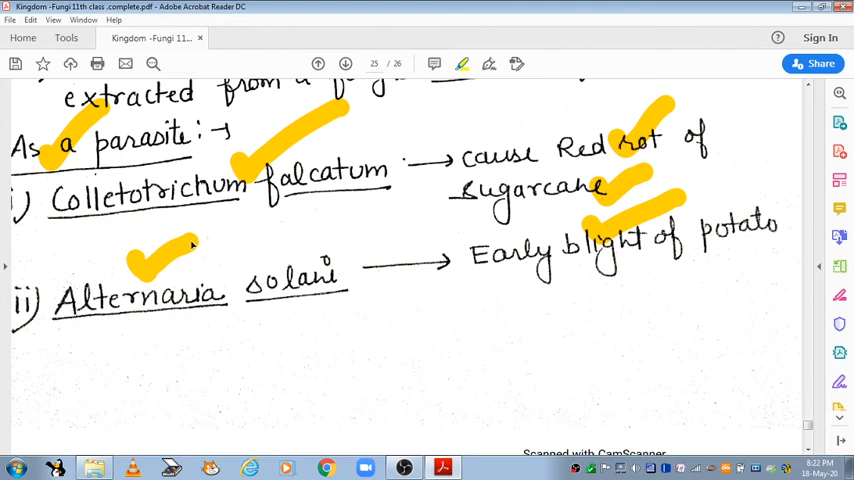 Kingdom -Fungi 11th class .complete.pdf - Adobe Acrobat Reader DC
File Edit View Window Help
Home Tools Kingdom -Fungi 11... × Sign In
25 / 26 Share
extracted from a
As a parasite :→
i) Colletotrichum falcatum → cause Red rot of
sugarcane
ii) Alternaria solani → Early blight of potato
Scanned with CamScanner
8:22 PM
18-May-20